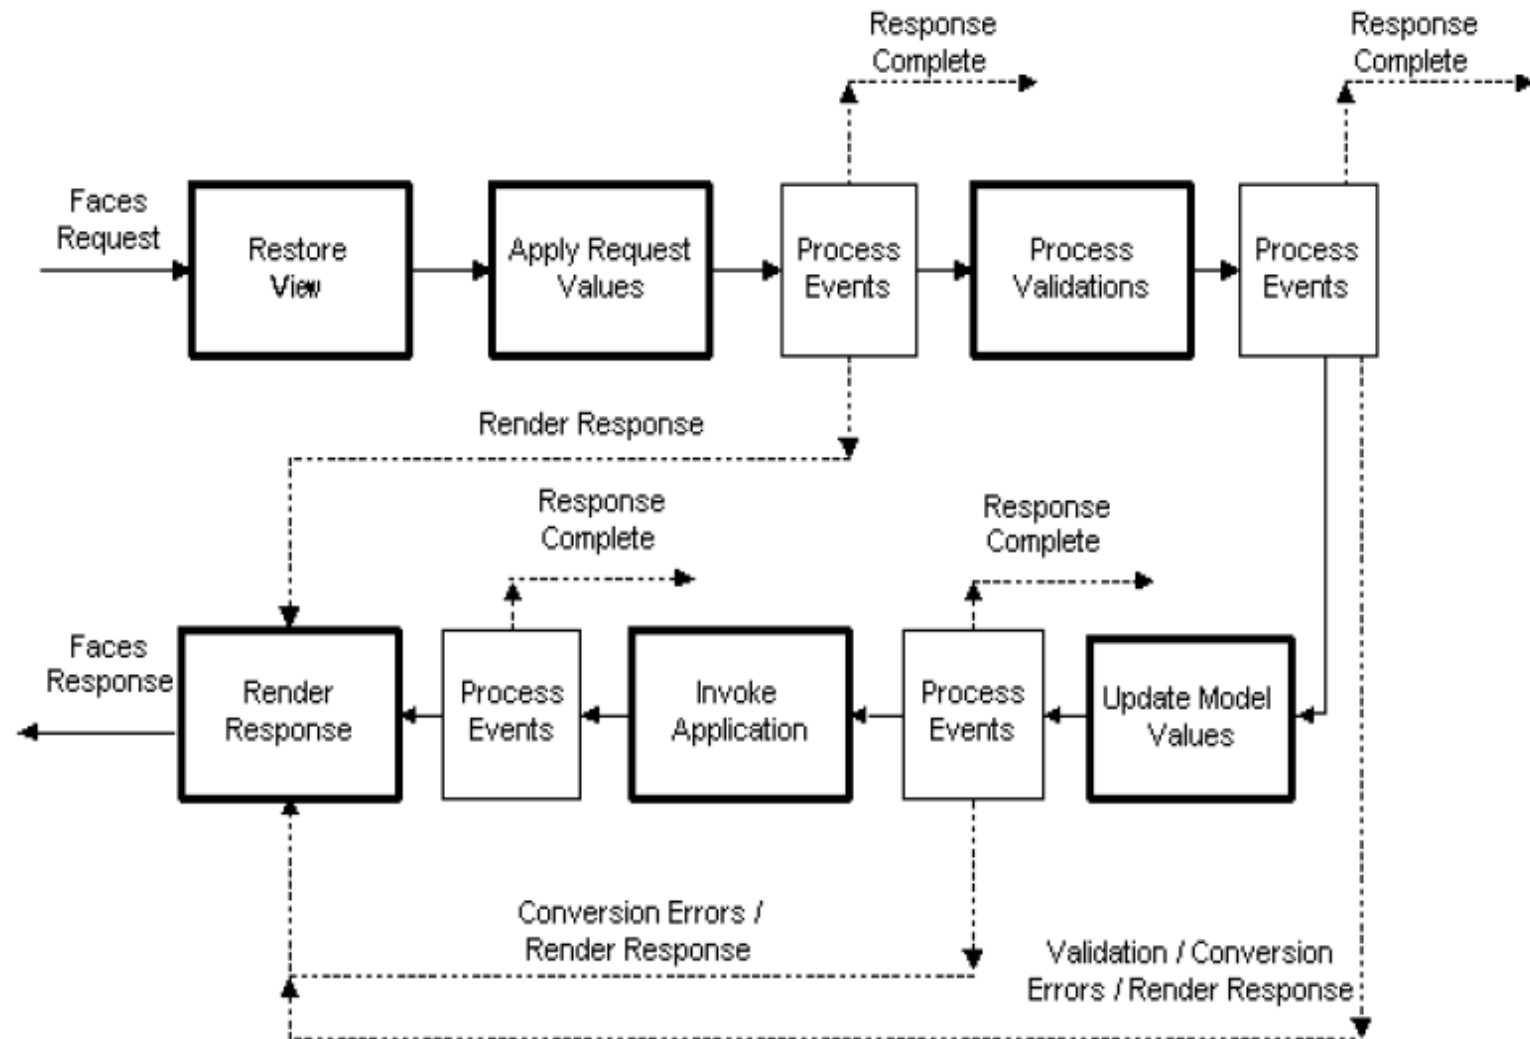 Response
Complete
Response
Complete
Faces
Request
Restore
View
Apply Request
Values
Process
Events
Process
Validations
Process
Events
Render Response
Response
Complete
Response
Complete
Faces
Response
Render
Response
Process
Events
Invoke
Application
Process
Events
Update Model
Values
Conversion Errors /
Render Response
Validation / Conversion
Errors / Render Response